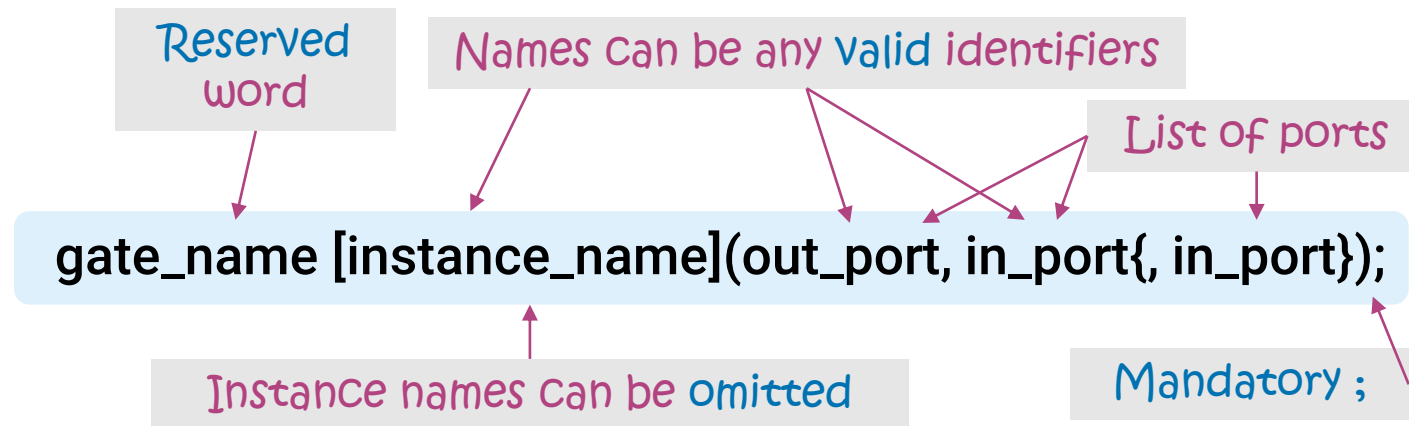 Reserved
word
Names can be any valid identifiers
List of ports
gate_name [instance_name](out_port, in_port{, in_port});
Instance names can be omitted
Mandatory ;